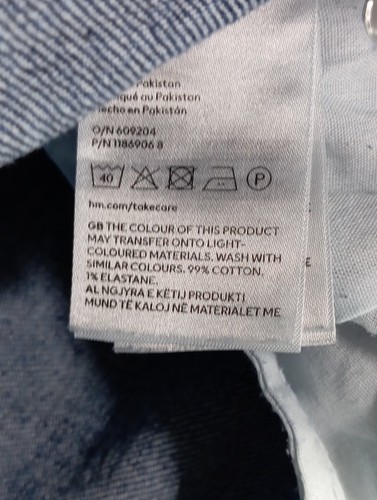 Pakistan
au Pakistan
Hecho en Pakistán
O/N 609204
P/N 1186906 8
40 P
hm.com/takecare
GB THE COLOUR OF THIS PRODUCT
MAY TRANSFER ONTO LIGHT-
COLOURED MATERIALS. WASH WITH
SIMILAR COLOURS. 99% COTTON.
1% ELASTANE.
AL NGJYRA E KËTIJ PRODUKTI
MUND TË KALOJ NË MATERIALET ME